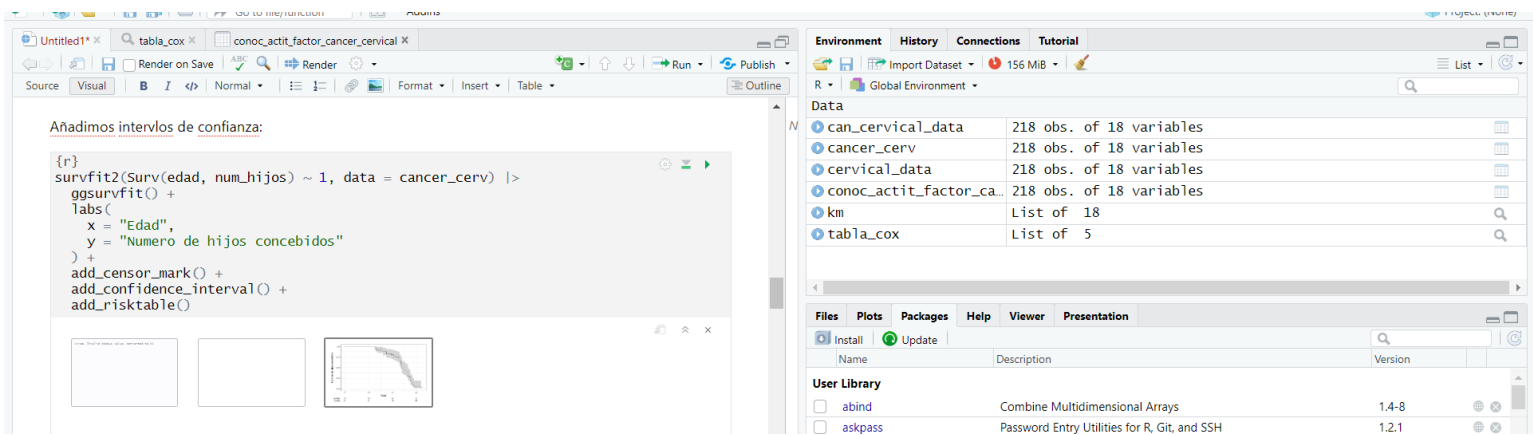 Go to file/function
Addins
Project: (None)
Untitled1* ×
tabla_cox ×
conoc_actit_factor_cancer_cervical ×
Render on Save
ABC
Render
Run
Publish
Source
Visual
B I </> Normal
Format
Insert
Table
Outline
Añadimos intervlos de confianza:
N
{r}
survfit2(Surv(edad, num_hijos) ~ 1, data = cancer_cerv) |>
ggsurvfit() +
labs(
x = "Edad",
y = "Numero de hijos concebidos"
) +
add_censor_mark() +
add_confidence_interval() +
add_risktable()
Environment
History
Connections
Tutorial
Import Dataset
156 MiB
List
R
Global Environment
Data
can_cervical_data 218 obs. of 18 variables
cancer_cerv 218 obs. of 18 variables
cervical_data 218 obs. of 18 variables
conoc_actit_factor_ca… 218 obs. of 18 variables
km List of 18
tabla_cox List of 5
Files
Plots
Packages
Help
Viewer
Presentation
Install
Update
Name Description Version
User Library
abind Combine Multidimensional Arrays 1.4-8
askpass Password Entry Utilities for R, Git, and SSH 1.2.1